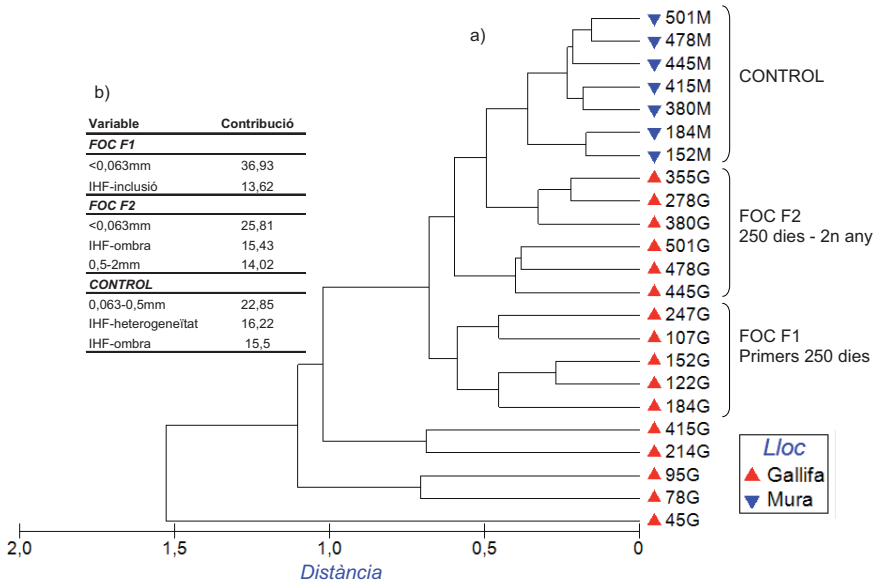 a)
501M
478M
445M
415M
380M
184M
152M
355G
278G
380G
501G
478G
445G
247G
107G
152G
122G
184G
415G
214G
95G
78G
45G
CONTROL
FOC F2
250 dies - 2n any
FOC F1
Primers 250 dies
b)
Variable Contribució
FOC F1
<0,063mm 36,93
IHF-inclusió 13,62
FOC F2
<0,063mm 25,81
IHF-ombra 15,43
0,5-2mm 14,02
CONTROL
0,063-0,5mm 22,85
IHF-heterogeneïtat 16,22
IHF-ombra 15,5
Lloc
Gallifa
Mura
2,0 1,5 1,0 0,5 0
Distància